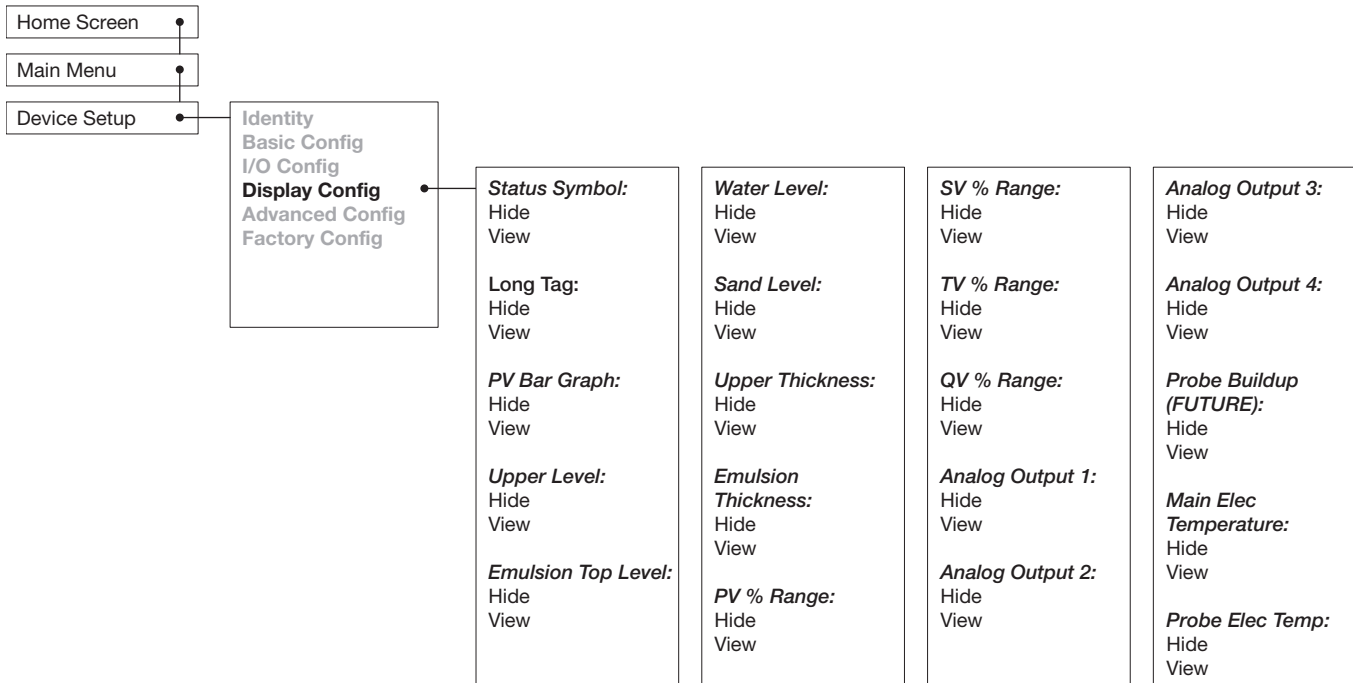 Home Screen
Main Menu
Device Setup
Identity
Basic Config
I/O Config
Display Config
Advanced Config
Factory Config
Status Symbol:
Hide
View
Long Tag:
Hide
View
PV Bar Graph:
Hide
View
Upper Level:
Hide
View
Emulsion Top Level:
Hide
View
Water Level:
Hide
View
Sand Level:
Hide
View
Upper Thickness:
Hide
View
Emulsion
Thickness:
Hide
View
PV % Range:
Hide
View
SV % Range:
Hide
View
TV % Range:
Hide
View
QV % Range:
Hide
View
Analog Output 1:
Hide
View
Analog Output 2:
Hide
View
Analog Output 3:
Hide
View
Analog Output 4:
Hide
View
Probe Buildup
(FUTURE):
Hide
View
Main Elec
Temperature:
Hide
View
Probe Elec Temp:
Hide
View